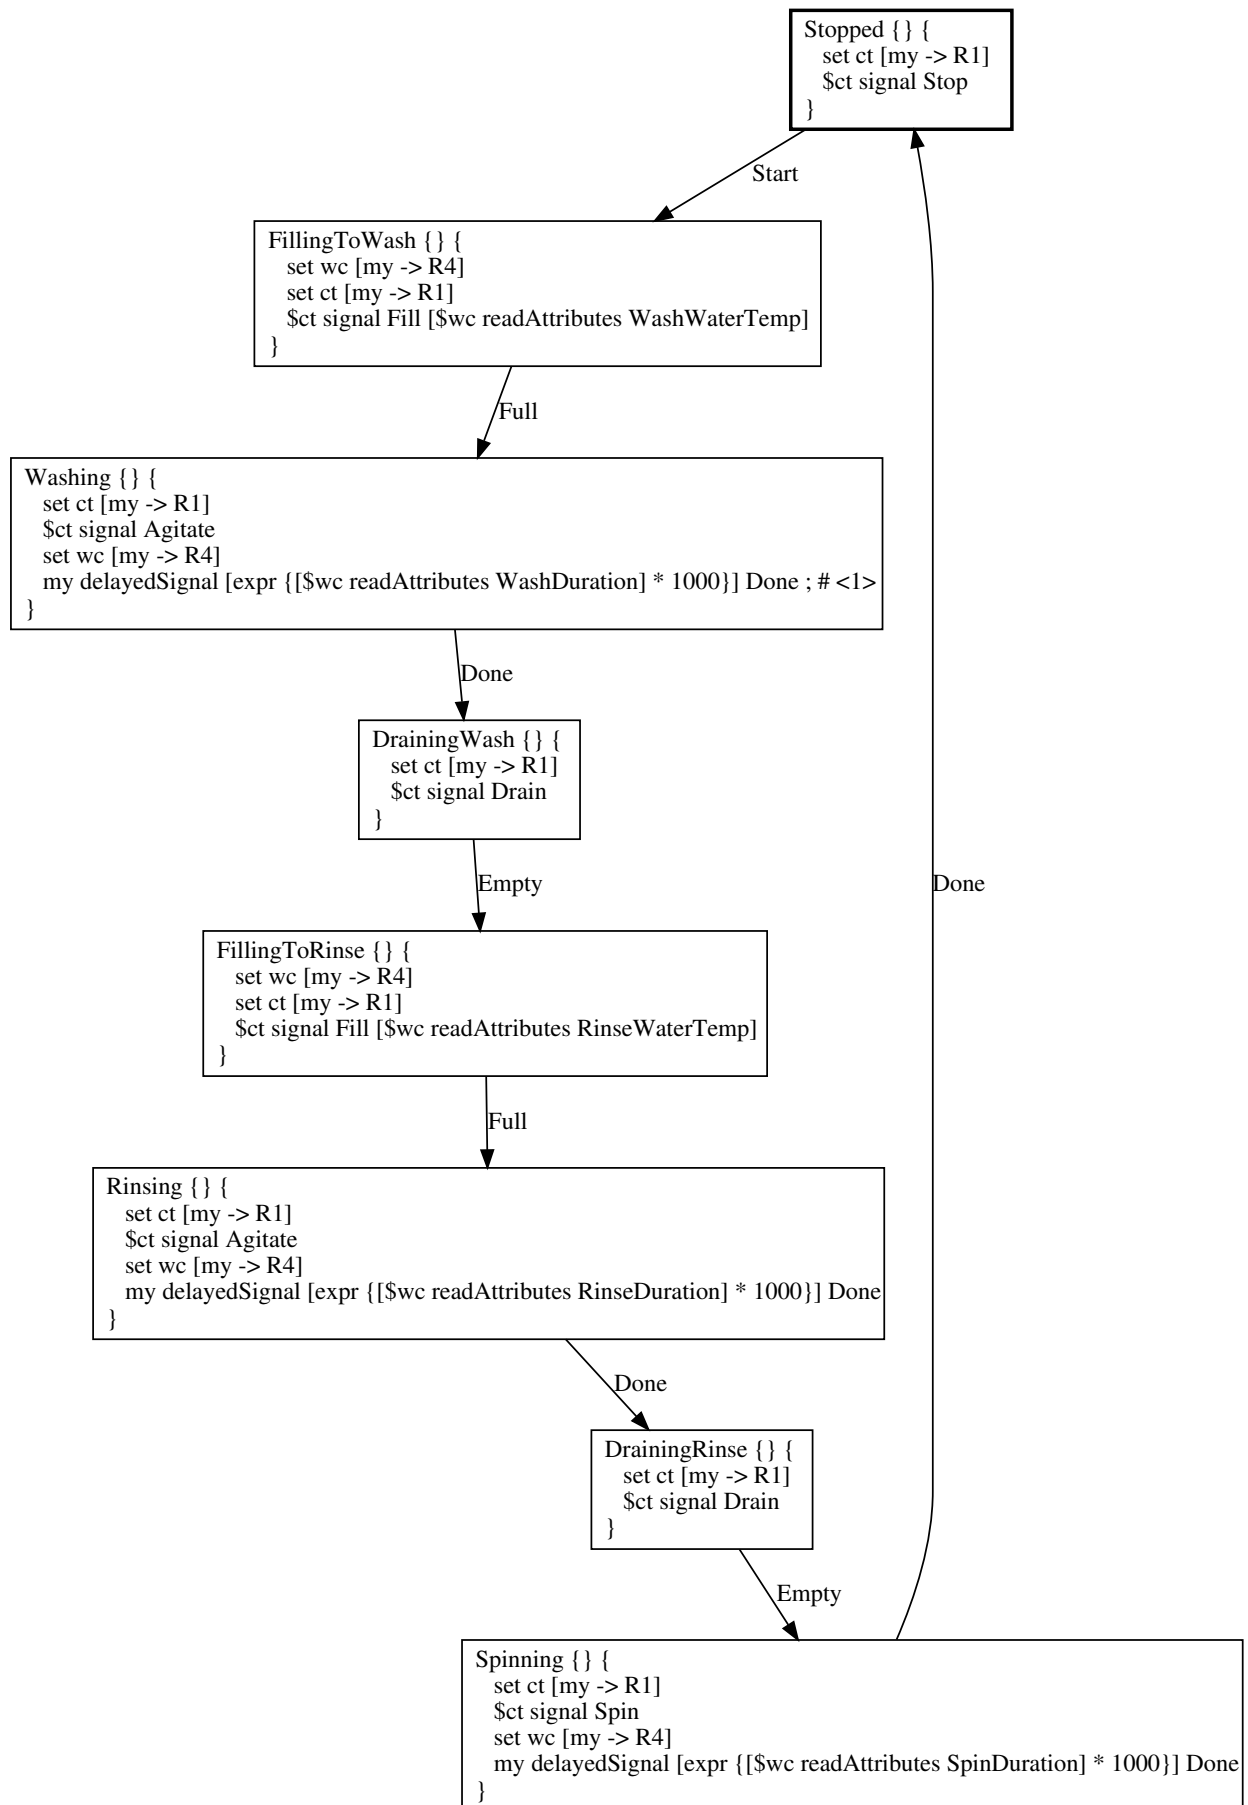 Stopped {} {
set ct [my -> R1]
$ct signal Stop
}
Start
FillingToWash {} {
set wc [my -> R4]
set ct [my -> R1]
$ct signal Fill [$wc readAttributes WashWaterTemp]
}
Full
Washing {} {
set ct [my -> R1]
$ct signal Agitate
set wc [my -> R4]
my delayedSignal [expr {[$wc readAttributes WashDuration] * 1000}] Done ; # <1>
}
Done
DrainingWash {} {
set ct [my -> R1]
$ct signal Drain
}
Empty
Done
FillingToRinse {} {
set wc [my -> R4]
set ct [my -> R1]
$ct signal Fill [$wc readAttributes RinseWaterTemp]
}
Full
Rinsing {} {
set ct [my -> R1]
$ct signal Agitate
set wc [my -> R4]
my delayedSignal [expr {[$wc readAttributes RinseDuration] * 1000}] Done
}
Done
DrainingRinse {} {
set ct [my -> R1]
$ct signal Drain
}
Empty
Spinning {} {
set ct [my -> R1]
$ct signal Spin
set wc [my -> R4]
my delayedSignal [expr {[$wc readAttributes SpinDuration] * 1000}] Done
}